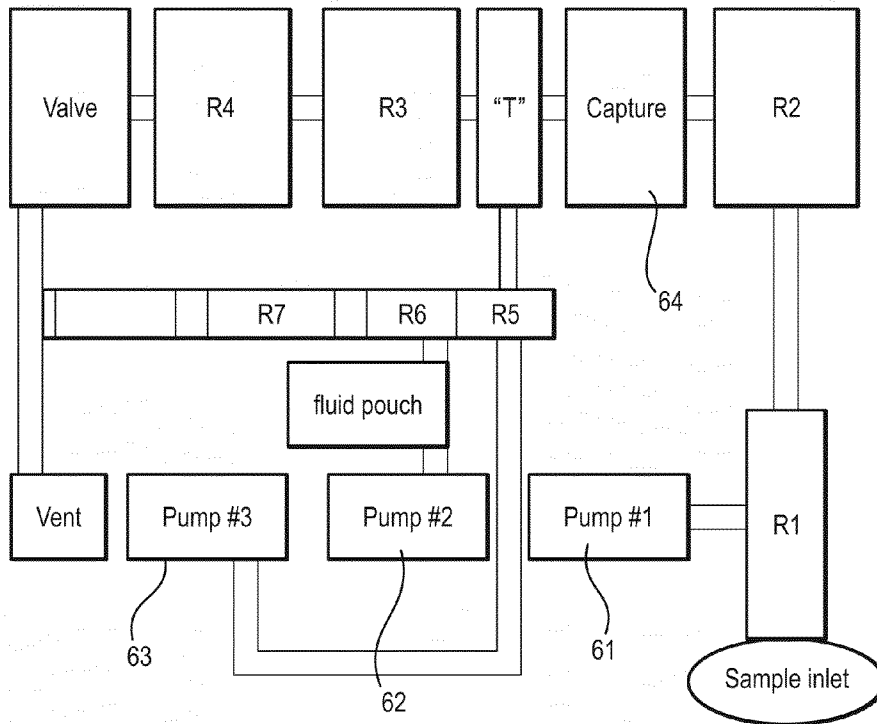 Valve
R4
R3
“T”
Capture
R2
64
R7
R6
R5
fluid pouch
Vent
Pump #3
Pump #2
Pump #1
R1
63
62
61
Sample inlet